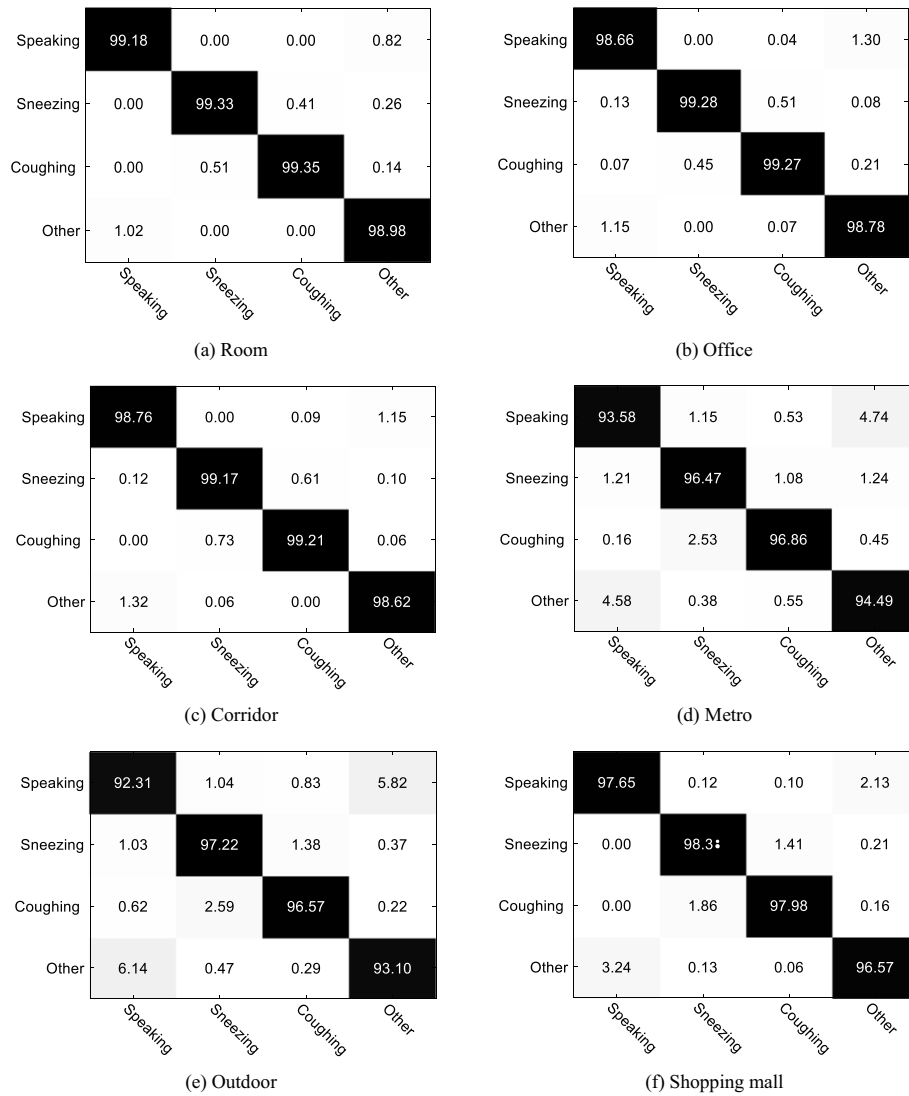 Speaking 99.18 0.00 0.00 0.82
Sneezing 0.00 99.33 0.41 0.26
Coughing 0.00 0.51 99.35 0.14
Other 1.02 0.00 0.00 98.98
Speaking Sneezing Coughing Other
(a) Room
Speaking 98.66 0.00 0.04 1.30
Sneezing 0.13 99.28 0.51 0.08
Coughing 0.07 0.45 99.27 0.21
Other 1.15 0.00 0.07 98.78
Speaking Sneezing Coughing Other
(b) Office
Speaking 98.76 0.00 0.09 1.15
Sneezing 0.12 99.17 0.61 0.10
Coughing 0.00 0.73 99.21 0.06
Other 1.32 0.06 0.00 98.62
Speaking Sneezing Coughing Other
(c) Corridor
Speaking 93.58 1.15 0.53 4.74
Sneezing 1.21 96.47 1.08 1.24
Coughing 0.16 2.53 96.86 0.45
Other 4.58 0.38 0.55 94.49
Speaking Sneezing Coughing Other
(d) Metro
Speaking 92.31 1.04 0.83 5.82
Sneezing 1.03 97.22 1.38 0.37
Coughing 0.62 2.59 96.57 0.22
Other 6.14 0.47 0.29 93.10
Speaking Sneezing Coughing Other
(e) Outdoor
Speaking 97.65 0.12 0.10 2.13
Sneezing 0.00 1.41 0.21
Coughing 0.00 1.86 97.98 0.16
Other 3.24 0.13 0.06 96.57
Speaking Sneezing Coughing Other
(f) Shopping mall